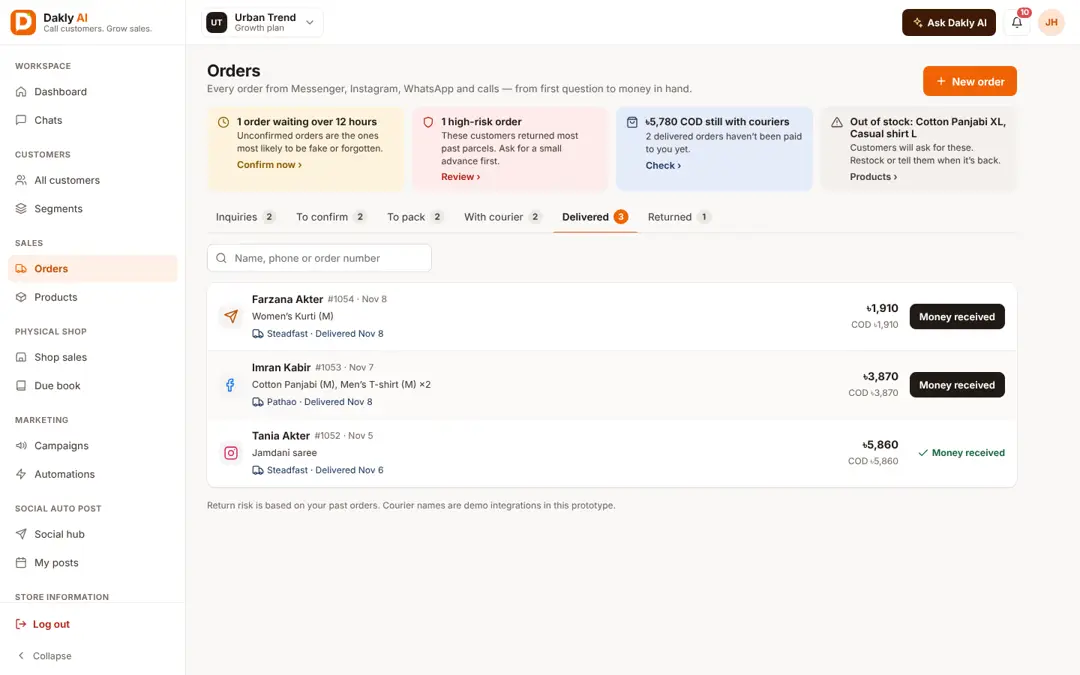 Dakly AI
Call customers. Grow sales.
UT
Urban Trend
Growth plan
Ask Dakly AI
10
JH
WORKSPACE
Dashboard
Chats
CUSTOMERS
All customers
Segments
SALES
Orders
Products
PHYSICAL SHOP
Shop sales
Due book
MARKETING
Campaigns
Automations
SOCIAL AUTO POST
Social hub
My posts
STORE INFORMATION
Log out
Collapse
Orders
Every order from Messenger, Instagram, WhatsApp and calls — from first question to money in hand.
+ New order
1 order waiting over 12 hours
Unconfirmed orders are the ones
most likely to be fake or forgotten.
Confirm now ›
1 high-risk order
These customers returned most
past parcels. Ask for a small
advance first.
Review ›
৳5,780 COD still with couriers
2 delivered orders haven’t been paid
to you yet.
Check ›
Out of stock: Cotton Panjabi XL,
Casual shirt L
Customers will ask for these.
Restock or tell them when it’s back.
Products ›
Inquiries 2
To confirm 2
To pack 2
With courier 2
Delivered 3
Returned 1
Name, phone or order number
Farzana Akter #1054 · Nov 8
Women’s Kurti (M)
Steadfast · Delivered Nov 8
৳1,910
COD ৳1,910
Money received
Imran Kabir #1053 · Nov 7
Cotton Panjabi (M), Men’s T-shirt (M) ×2
Pathao · Delivered Nov 8
৳3,870
COD ৳3,870
Money received
Tania Akter #1052 · Nov 5
Jamdani saree
Steadfast · Delivered Nov 6
৳5,860
COD ৳5,860
Money received
Return risk is based on your past orders. Courier names are demo integrations in this prototype.